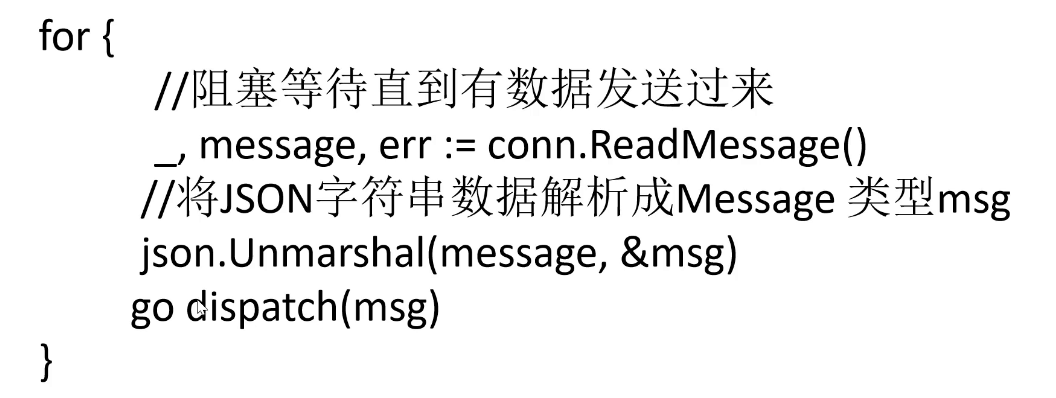 for {
//阻塞等待直到有数据发送过来
_, message, err := conn.ReadMessage()
//将JSON字符串数据解析成Message 类型msg
json.Unmarshal(message, &msg)
go dispatch(msg)
}